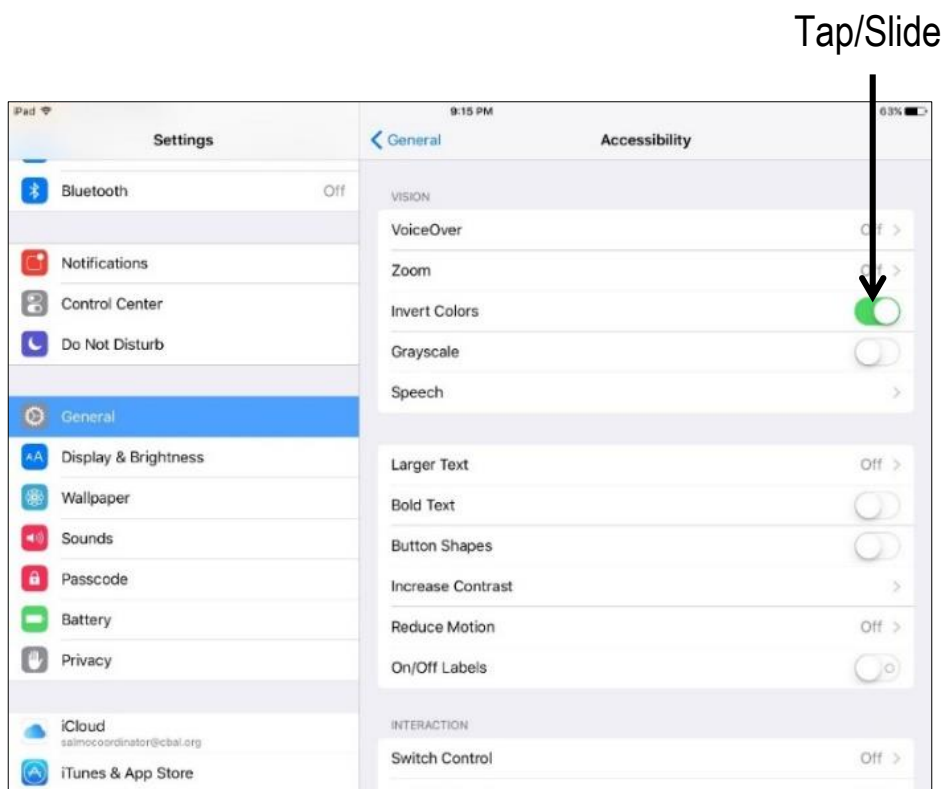 Tap/Slide
iPad 9:15 PM 63%
Settings
General Accessibility
Bluetooth Off
Notifications
Control Center
Do Not Disturb
General
Display & Brightness
Wallpaper
Sounds
Passcode
Battery
Privacy
iCloud
salmocoordinator@cbal.org
iTunes & App Store
VISION
VoiceOver Off
Zoom Off
Invert Colors
Grayscale
Speech
Larger Text Off
Bold Text
Button Shapes
Increase Contrast
Reduce Motion Off
On/Off Labels
INTERACTION
Switch Control Off